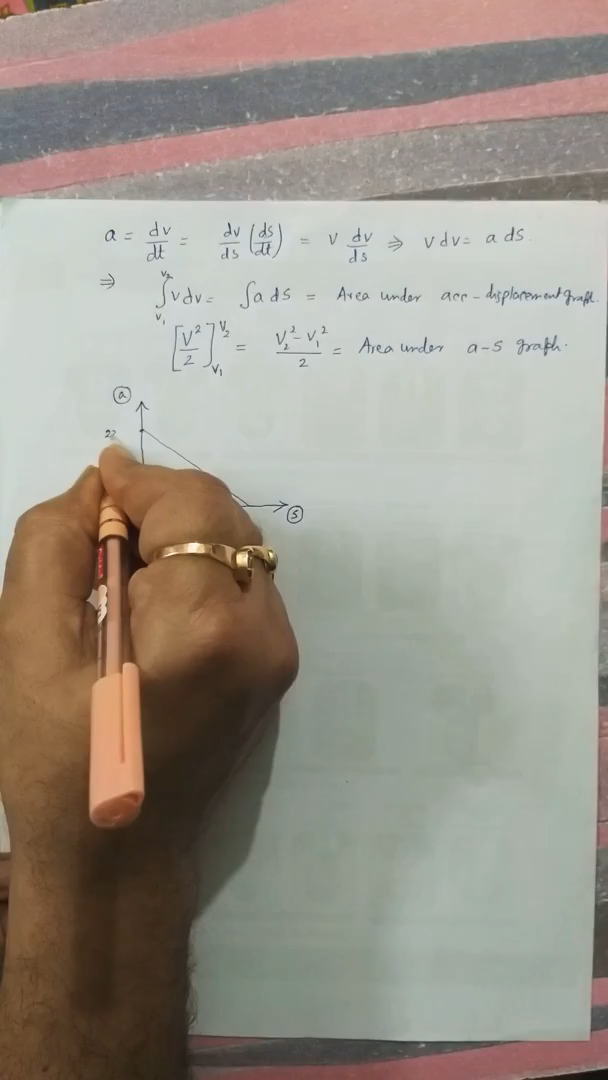 a = dv/dt = dv/ds (ds/dt) = v dv/ds ⇒ v dv = a ds.
⇒ ∫_{v₁}^{v₂} v dv = ∫ a ds = Area under acc-displacement graph.
[V²/2]_{V₁}^{V₂} = (V₂² - V₁²)/2 = Area under a-s graph.
a
s